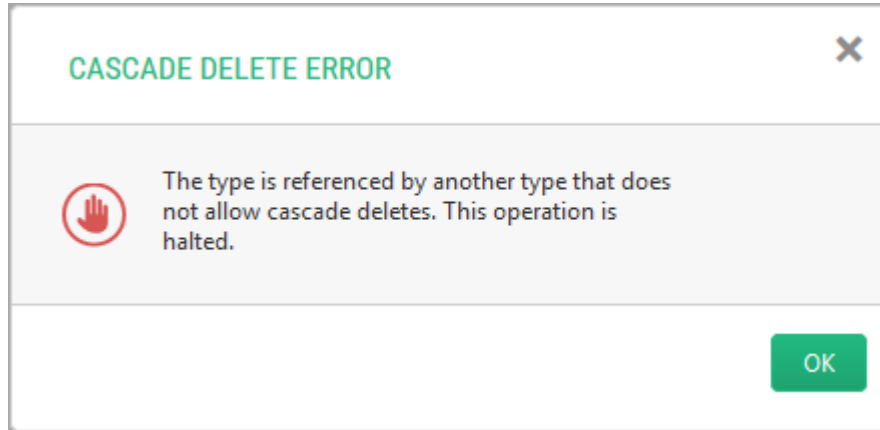 CASCADE DELETE ERROR
The type is referenced by another type that does
not allow cascade deletes. This operation is
halted.
OK